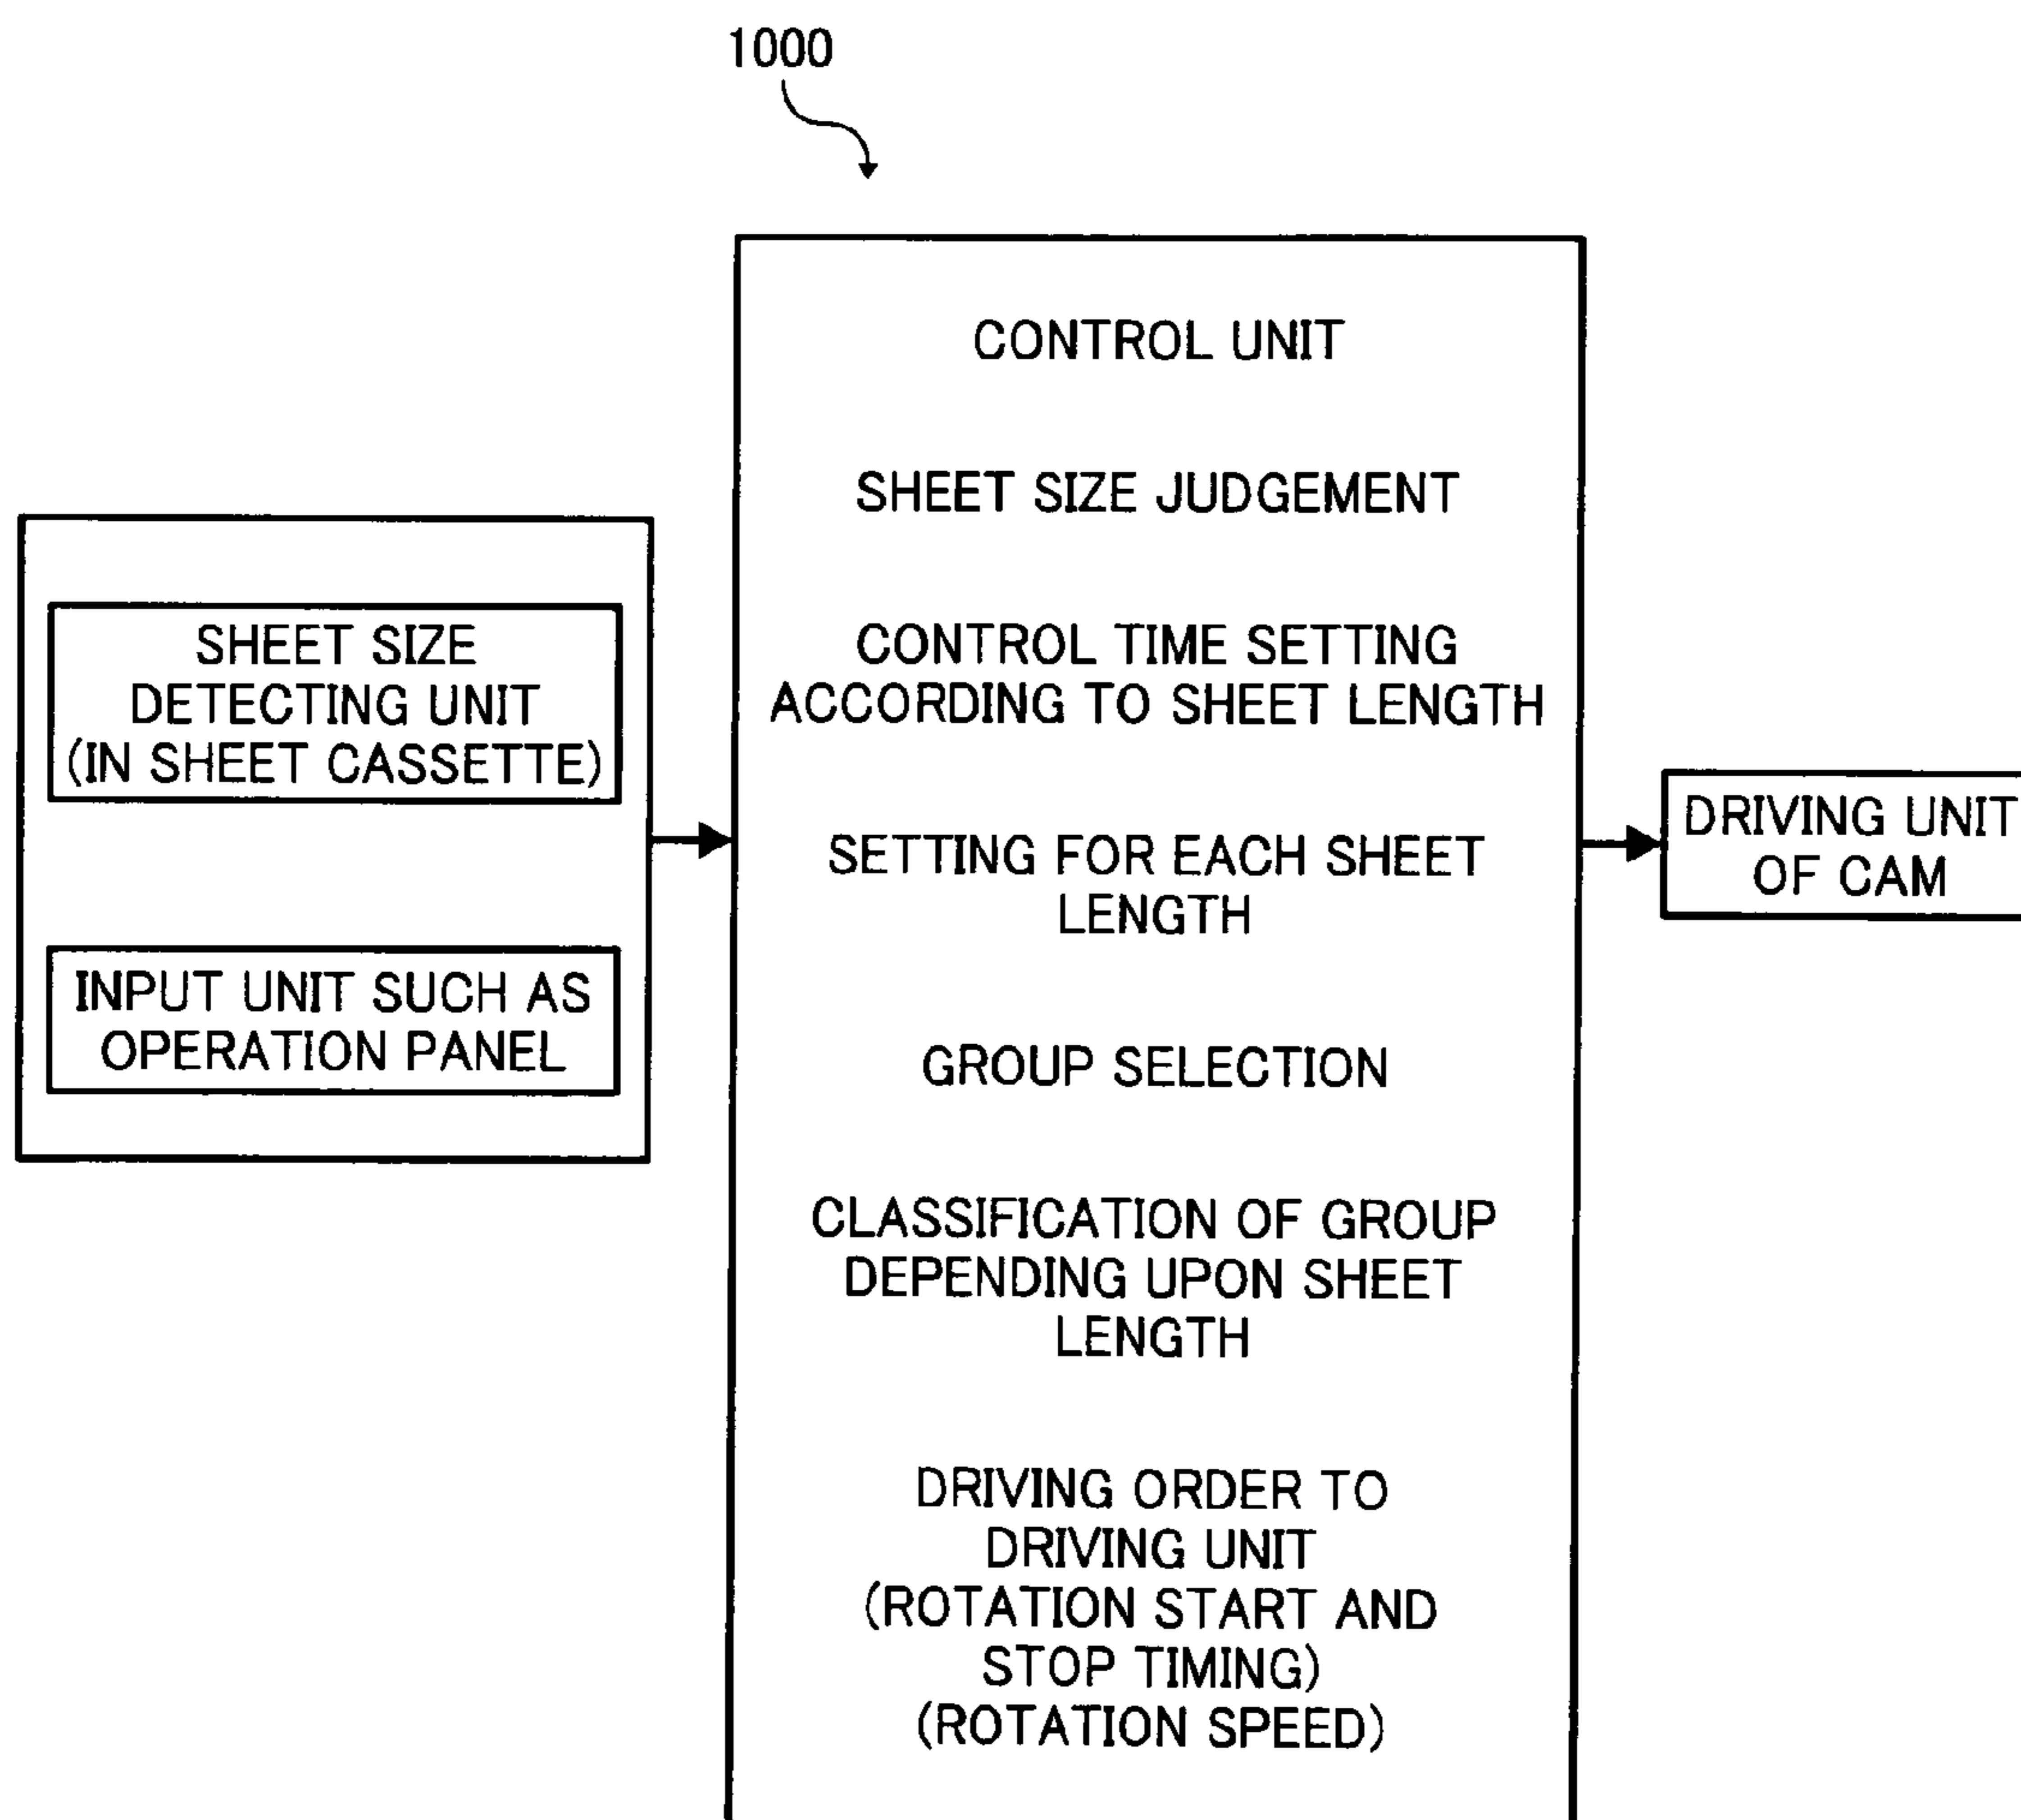 1000
SHEET SIZE
DETECTING UNIT
(IN SHEET CASSETTE)
INPUT UNIT SUCH AS
OPERATION PANEL
CONTROL UNIT
SHEET SIZE JUDGEMENT
CONTROL TIME SETTING
ACCORDING TO SHEET LENGTH
SETTING FOR EACH SHEET
LENGTH
GROUP SELECTION
CLASSIFICATION OF GROUP
DEPENDING UPON SHEET
LENGTH
DRIVING ORDER TO
DRIVING UNIT
(ROTATION START AND
STOP TIMING)
(ROTATION SPEED)
DRIVING UNIT
OF CAM